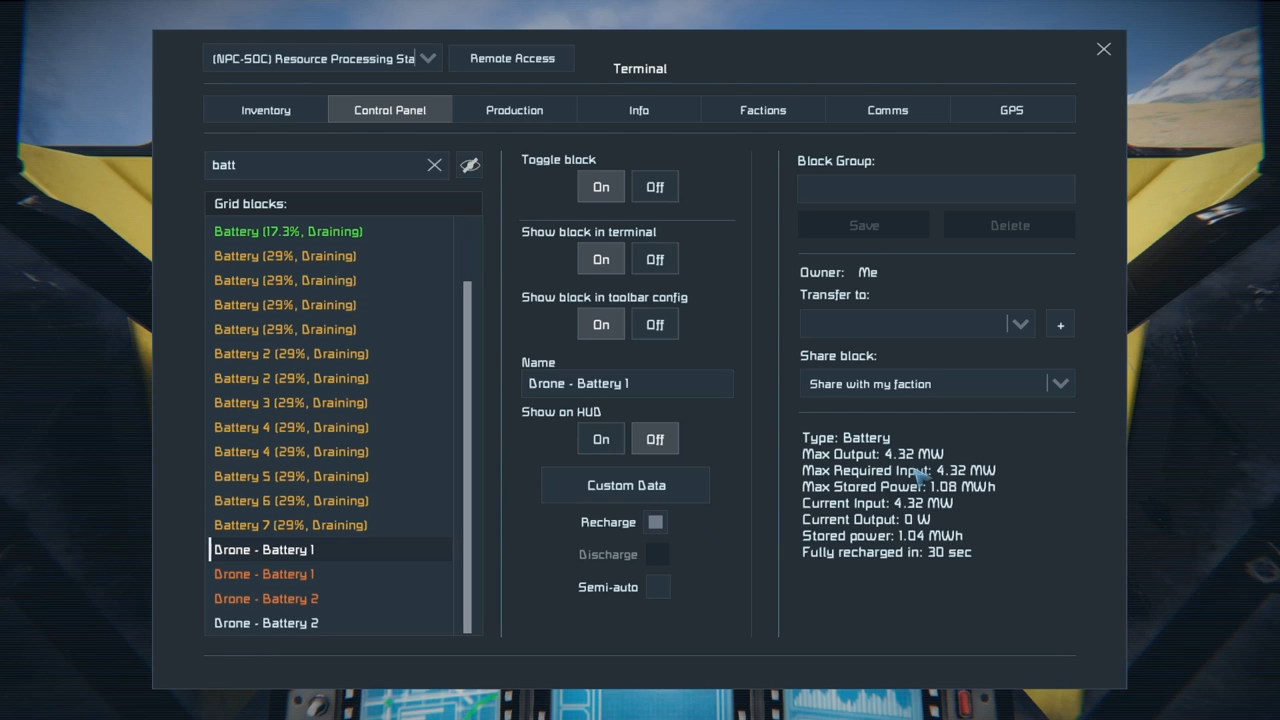 (NPC-SOC) Resource Processing Sta
Remote Access
Terminal
Inventory
Control Panel
Production
Info
Factions
Comms
GPS
batt
Grid blocks:
Battery (17.3%, Draining)
Battery (29%, Draining)
Battery (29%, Draining)
Battery (29%, Draining)
Battery (29%, Draining)
Battery 2 (29%, Draining)
Battery 2 (29%, Draining)
Battery 3 (29%, Draining)
Battery 4 (29%, Draining)
Battery 4 (29%, Draining)
Battery 5 (29%, Draining)
Battery 6 (29%, Draining)
Battery 7 (29%, Draining)
Drone - Battery 1
Drone - Battery 1
Drone - Battery 2
Drone - Battery 2
Toggle block
On Off
Show block in terminal
On Off
Show block in toolbar config
On Off
Name
Drone - Battery 1
Show on HUD
On Off
Custom Data
Recharge
Discharge
Semi-auto
Block Group:
Save Delete
Owner: Me
Transfer to:
+
Share block:
Share with my faction
Type: Battery
Max Output: 4.32 MW
Max Required Input: 4.32 MW
Max Stored Power: 1.08 MWh
Current Input: 4.32 MW
Current Output: 0 W
Stored power: 1.04 MWh
Fully recharged in: 30 sec